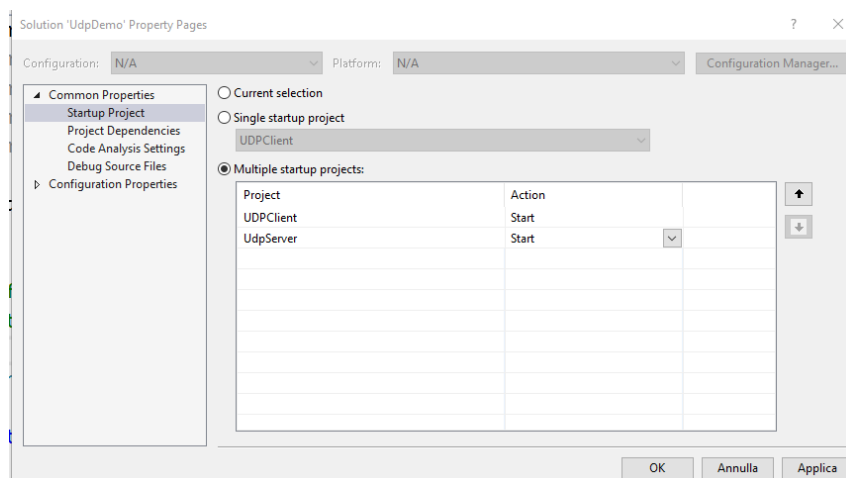 Solution 'UdpDemo' Property Pages
Configuration: N/A Platform: N/A Configuration Manager...
Common Properties
Startup Project
Project Dependencies
Code Analysis Settings
Debug Source Files
Configuration Properties
Current selection
Single startup project
UDPClient
Multiple startup projects:
Project Action
UDPClient Start
UdpServer Start
OK Annulla Applica